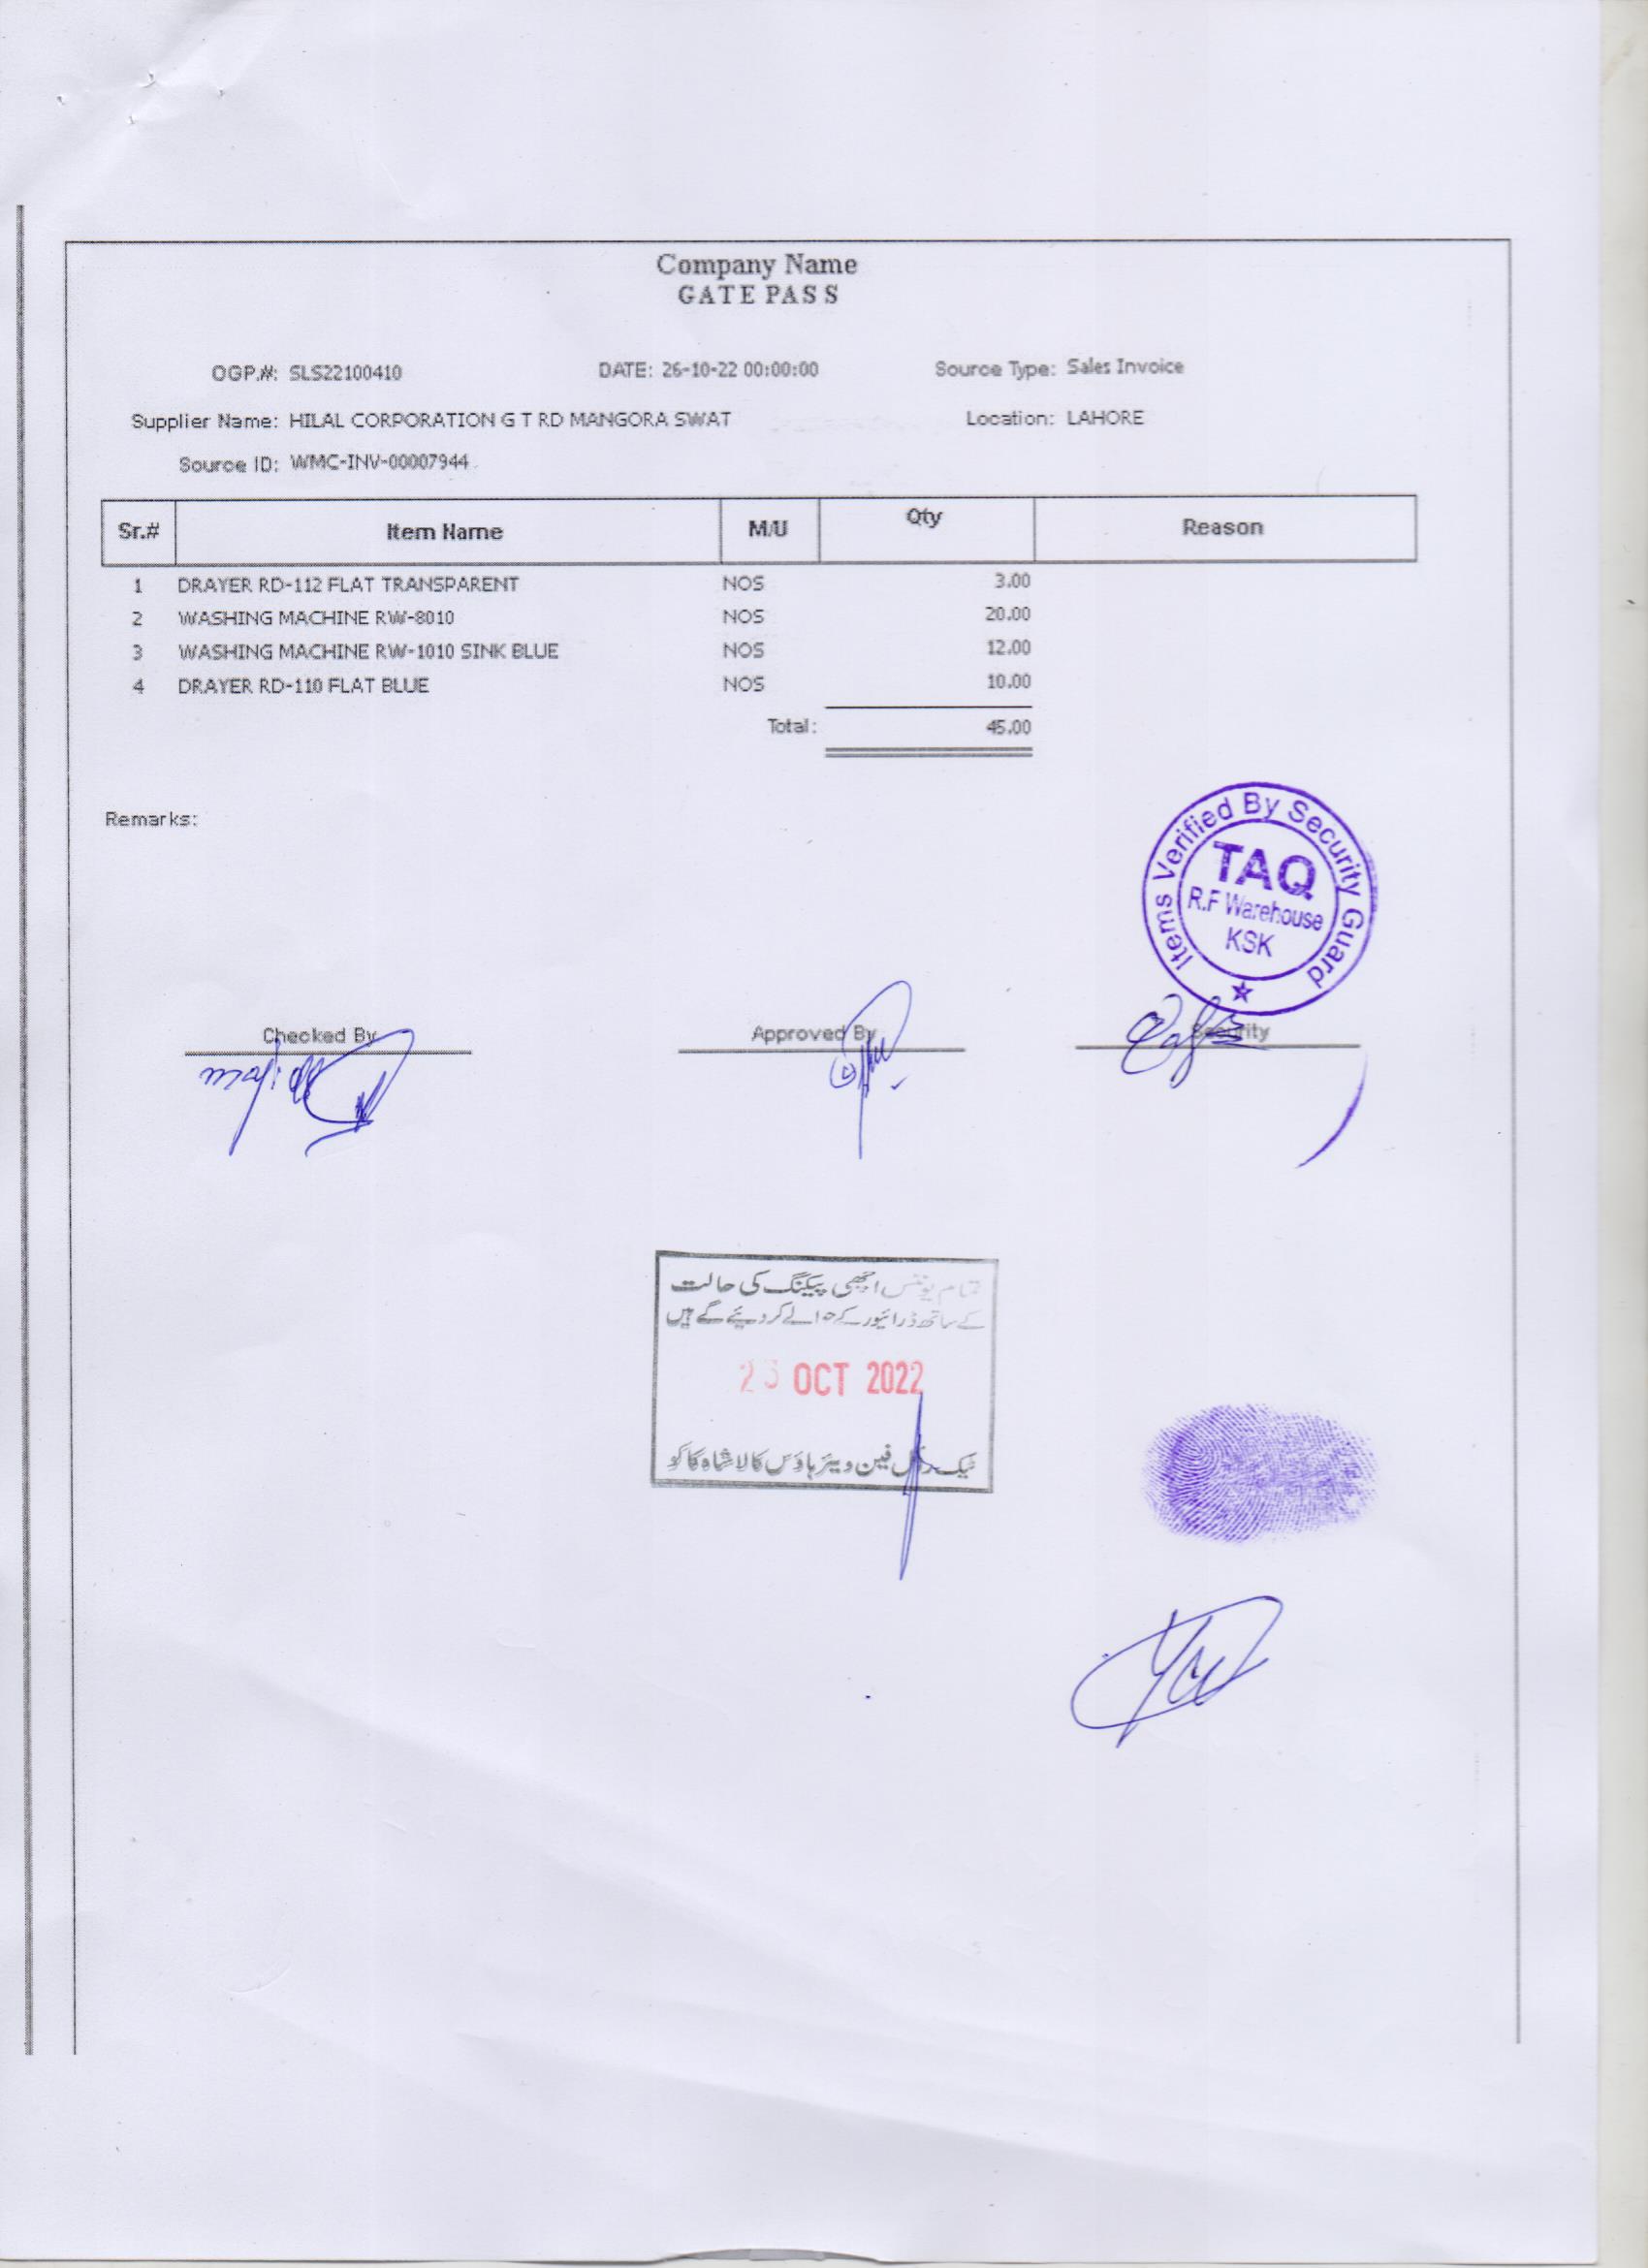 Company Name
GATE PASS
OGP.#: SLS22100410 DATE: 26-10-22 00:00:00 Source Type: Sales Invoice
Supplier Name: HILAL CORPORATION G T RD MANGORA SWAT Location: LAHORE
Source ID: WMC-INV-00007944
Sr.# Item Name M/U Qty Reason
1 DRAYER RD-112 FLAT TRANSPARENT NOS 3.00
2 WASHING MACHINE RW-8010 NOS 20.00
3 WASHING MACHINE RW-1010 SINK BLUE NOS 12.00
4 DRAYER RD-110 FLAT BLUE NOS 10.00
Total: 45.00
Remarks:
Items Verified By Security Guard
TAQ
R.F Warehouse
KSK
Checked By Approved By Security
تمام یونٹس اچھی پیکنگ کی حالت
کے ساتھ ڈرائیور کے حوالے کر دیئے گئے ہیں
OCT 2022
فین ویئر ہاؤس کالا شاہ کاکو